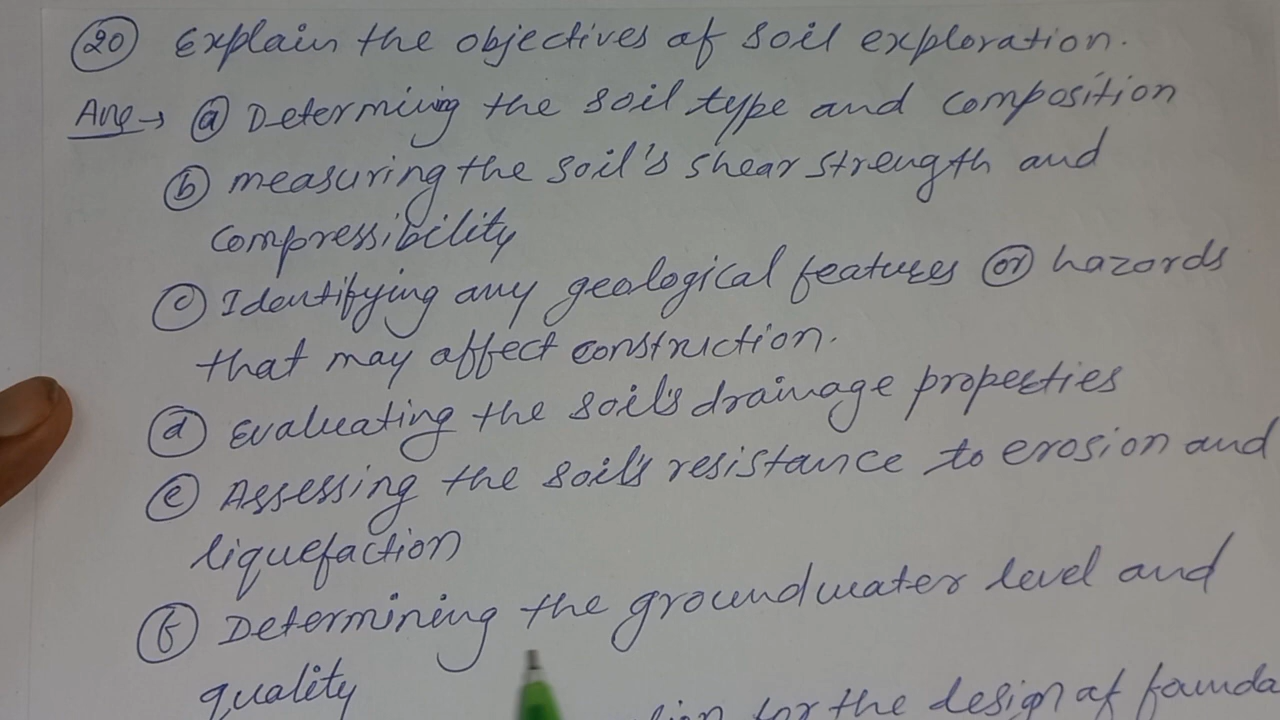 20 Explain the objectives of soil exploration.
Ans → a Determining the soil type and composition
b measuring the soil's shear strength and
compressibility
c Identifying any geological features or hazards
that may affect construction.
d Evaluating the soil's drainage properties
e Assessing the soil's resistance to erosion and
liquefaction
f Determining the groundwater level and
quality
for the design of